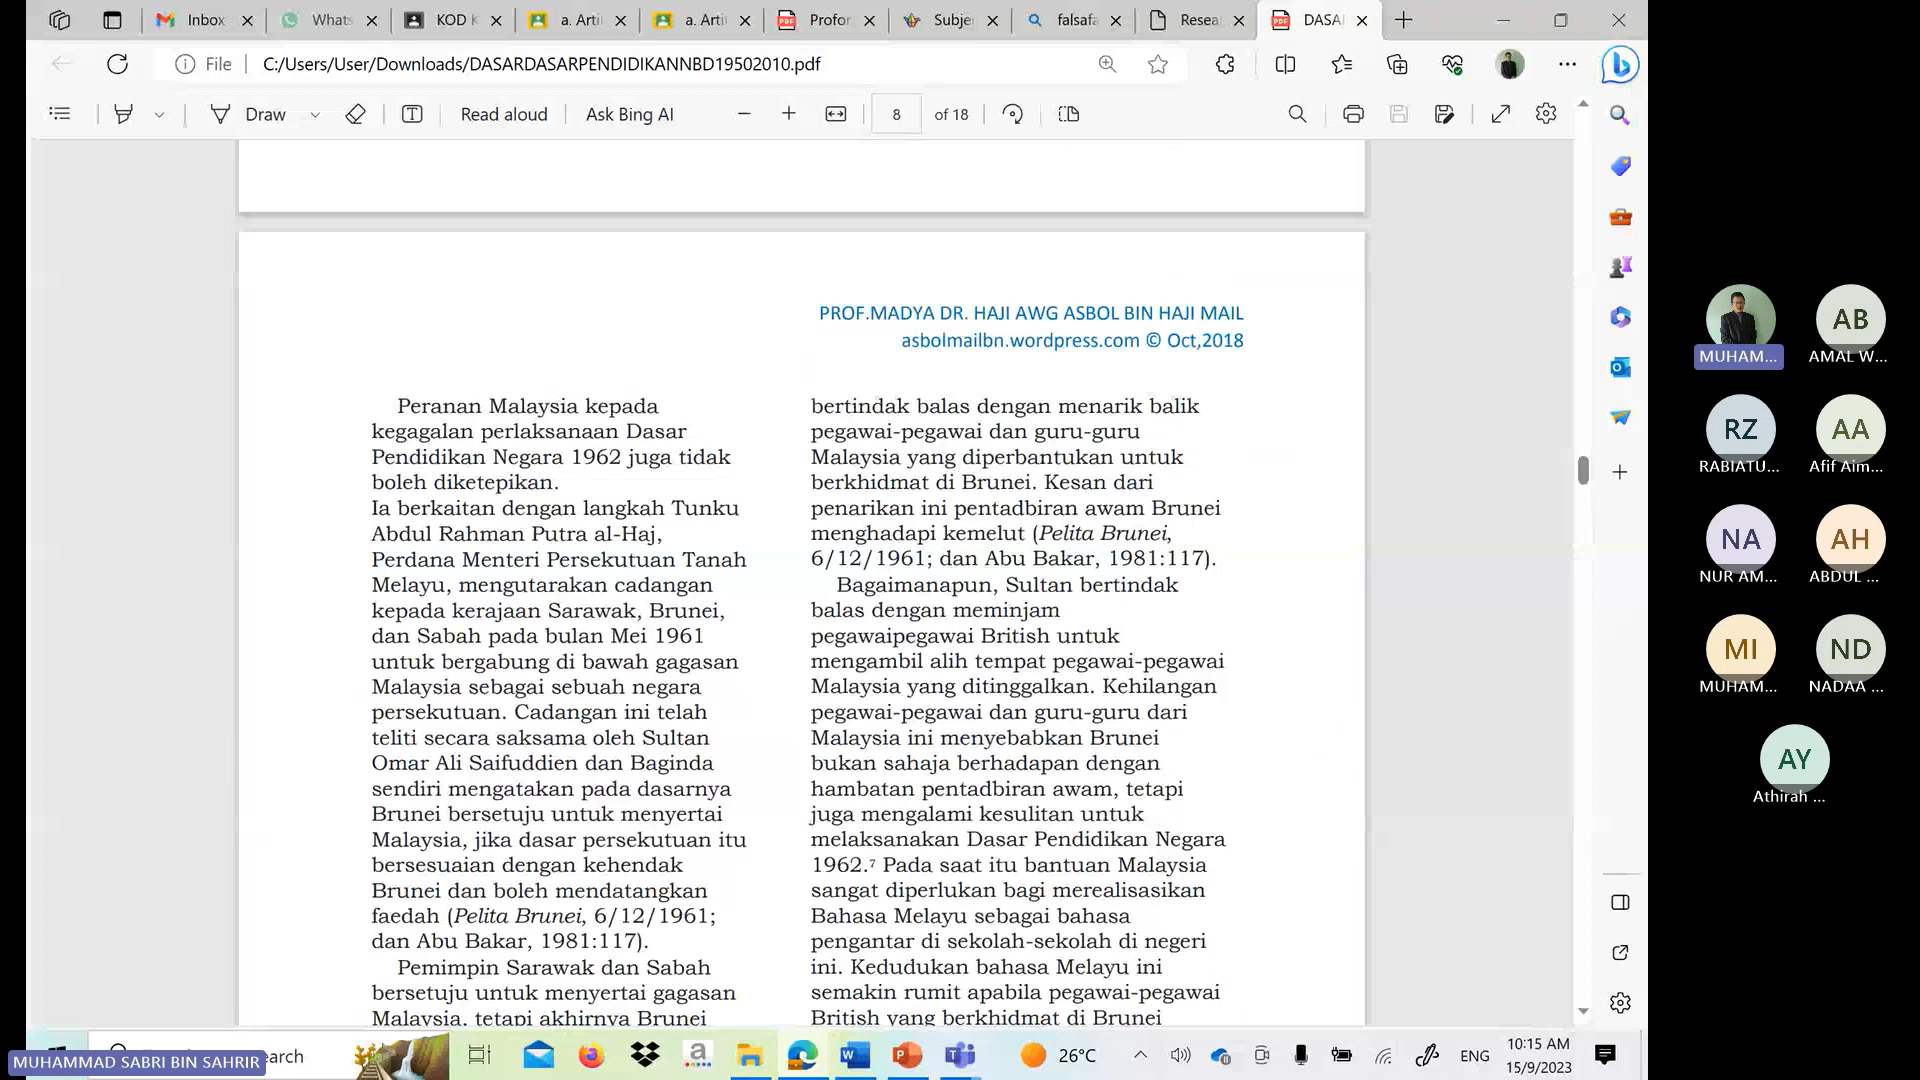 Inbox
Whats
KOD K
a. Arti
a. Arti
Profor
Subje
falsafa
Resea
DASAI
File
C:/Users/User/Downloads/DASARDASARPENDIDIKANNBD19502010.pdf
Draw
Read aloud
Ask Bing AI
8
of 18
PROF.MADYA DR. HAJI AWG ASBOL BIN HAJI MAIL
asbolmailbn.wordpress.com © Oct,2018
Peranan Malaysia kepada
kegagalan perlaksanaan Dasar
Pendidikan Negara 1962 juga tidak
boleh diketepikan.
Ia berkaitan dengan langkah Tunku
Abdul Rahman Putra al-Haj,
Perdana Menteri Persekutuan Tanah
Melayu, mengutarakan cadangan
kepada kerajaan Sarawak, Brunei,
dan Sabah pada bulan Mei 1961
untuk bergabung di bawah gagasan
Malaysia sebagai sebuah negara
persekutuan. Cadangan ini telah
teliti secara saksama oleh Sultan
Omar Ali Saifuddien dan Baginda
sendiri mengatakan pada dasarnya
Brunei bersetuju untuk menyertai
Malaysia, jika dasar persekutuan itu
bersesuaian dengan kehendak
Brunei dan boleh mendatangkan
faedah (Pelita Brunei, 6/12/1961;
dan Abu Bakar, 1981:117).
Pemimpin Sarawak dan Sabah
bersetuju untuk menyertai gagasan
Malaysia, tetapi akhirnya Brunei
bertindak balas dengan menarik balik
pegawai-pegawai dan guru-guru
Malaysia yang diperbantukan untuk
berkhidmat di Brunei. Kesan dari
penarikan ini pentadbiran awam Brunei
menghadapi kemelut (Pelita Brunei,
6/12/1961; dan Abu Bakar, 1981:117).
Bagaimanapun, Sultan bertindak
balas dengan meminjam
pegawaipegawai British untuk
mengambil alih tempat pegawai-pegawai
Malaysia yang ditinggalkan. Kehilangan
pegawai-pegawai dan guru-guru dari
Malaysia ini menyebabkan Brunei
bukan sahaja berhadapan dengan
hambatan pentadbiran awam, tetapi
juga mengalami kesulitan untuk
melaksanakan Dasar Pendidikan Negara
1962.⁷ Pada saat itu bantuan Malaysia
sangat diperlukan bagi merealisasikan
Bahasa Melayu sebagai bahasa
pengantar di sekolah-sekolah di negeri
ini. Kedudukan bahasa Melayu ini
semakin rumit apabila pegawai-pegawai
British yang berkhidmat di Brunei
MUHAM...
AB
AMAL W...
RZ
RABIATU...
AA
Afif Aim...
NA
NUR AM...
AH
ABDUL ...
MI
MUHAM...
ND
NADAA ...
AY
Athirah ...
MUHAMMAD SABRI BIN SAHRIR
earch
26°C
ENG
10:15 AM
15/9/2023